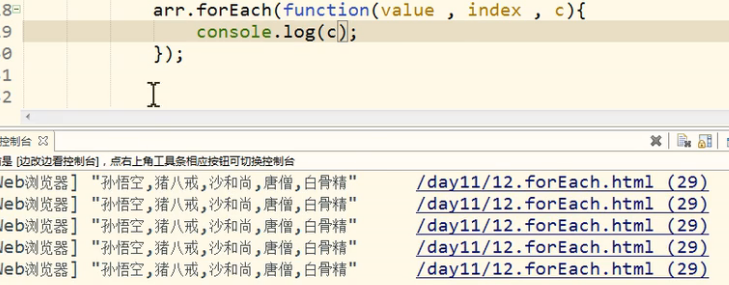 28 arr.forEach(function(value , index , c){
29 console.log(c);
30 });
31
32
控制台
是 [边改边看控制台]，点右上角工具条相应按钮可切换控制台
Web浏览器] "孙悟空,猪八戒,沙和尚,唐僧,白骨精" /day11/12.forEach.html (29)
Web浏览器] "孙悟空,猪八戒,沙和尚,唐僧,白骨精" /day11/12.forEach.html (29)
Web浏览器] "孙悟空,猪八戒,沙和尚,唐僧,白骨精" /day11/12.forEach.html (29)
Web浏览器] "孙悟空,猪八戒,沙和尚,唐僧,白骨精" /day11/12.forEach.html (29)
Web浏览器] "孙悟空,猪八戒,沙和尚,唐僧,白骨精" /day11/12.forEach.html (29)